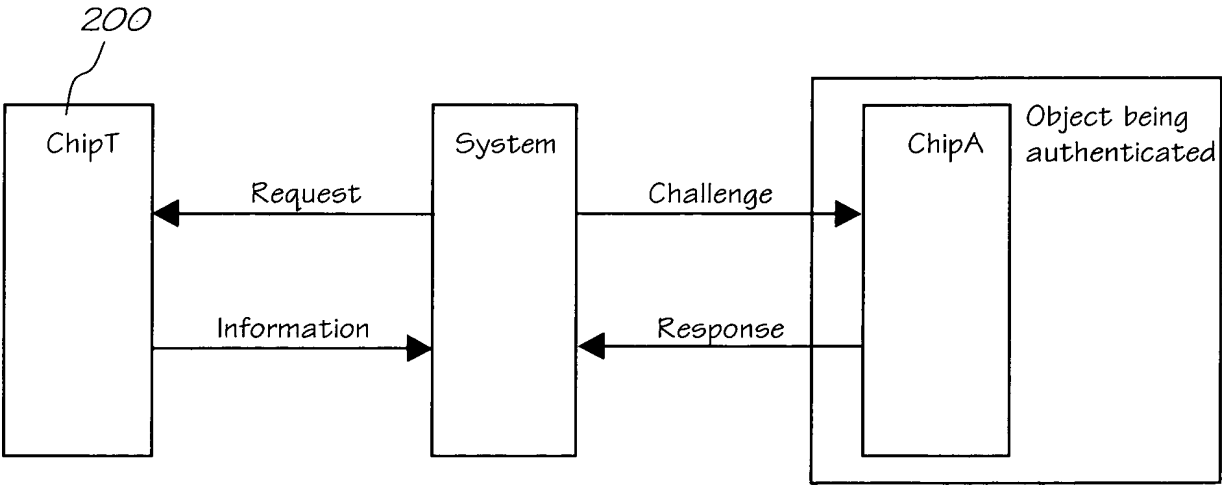 200
ChipT
System
ChipA
Object being
authenticated
Request
Challenge
Information
Response